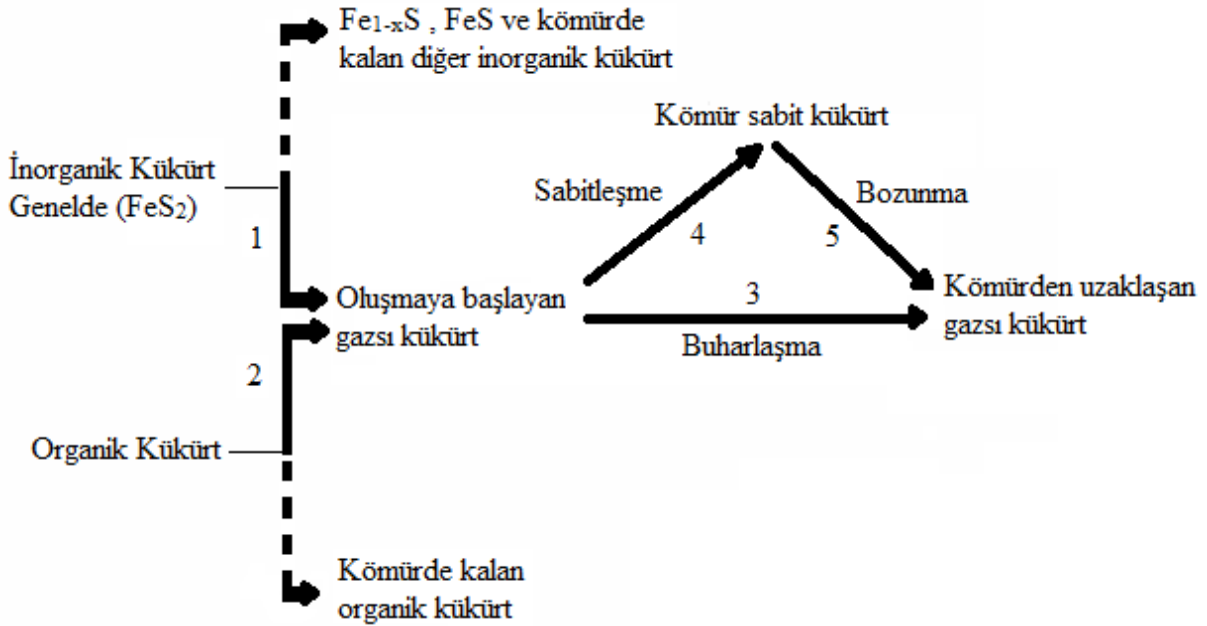 Fe1-xS , FeS ve kömürde
kalan diğer inorganik kükürt
Kömür sabit kükürt
İnorganik Kükürt
Genelde (FeS2)
Sabitleşme
Bozunma
1
4
5
Oluşmaya başlayan
gazsı kükürt
3
Buharlaşma
Kömürden uzaklaşan
gazsı kükürt
2
Organik Kükürt
Kömürde kalan
organik kükürt